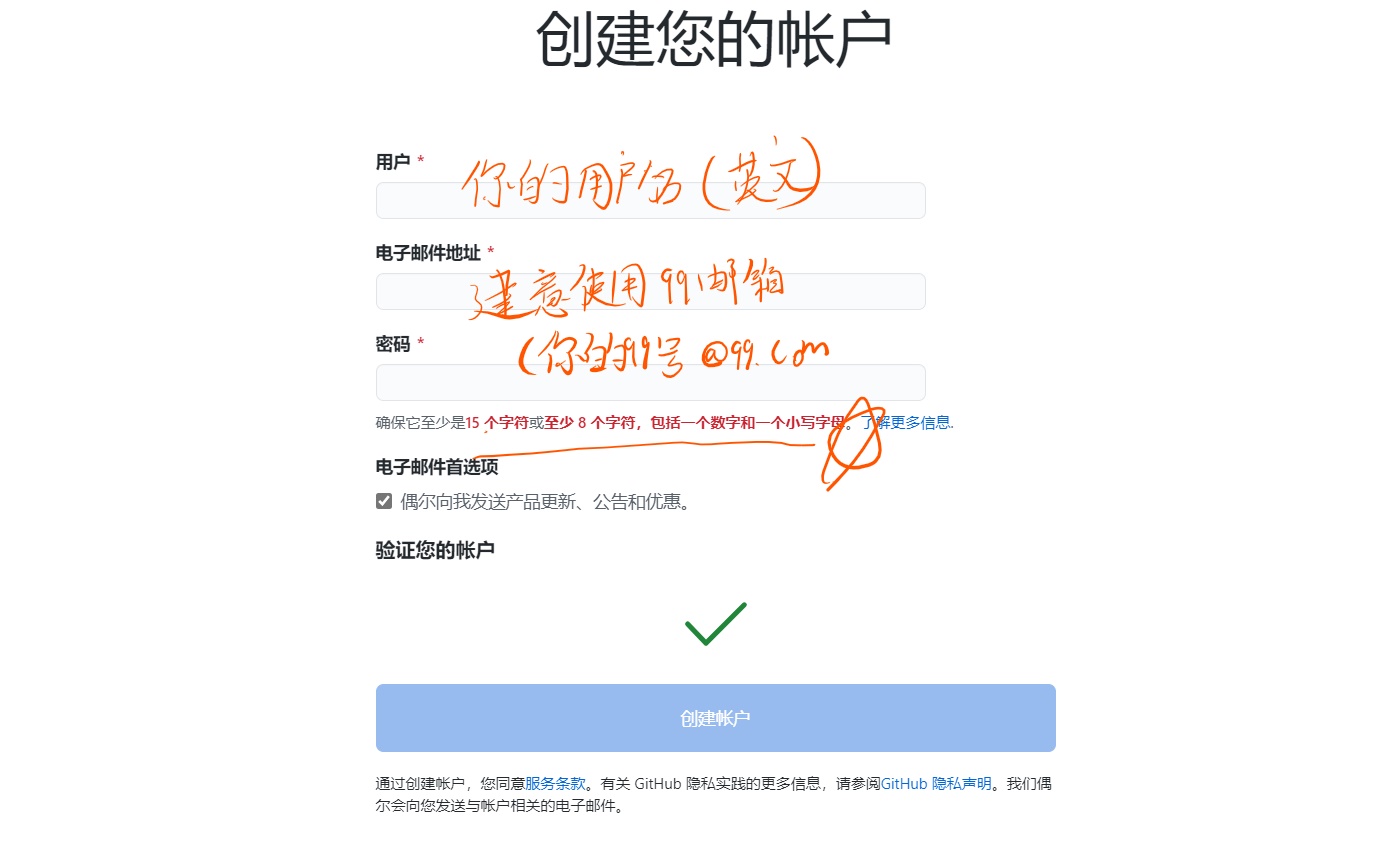 创建您的帐户
用户 *
你的用户名（英文）
电子邮件地址 *
建意使用99邮箱
密码 *
(你的99号 @99.com
确保它至少是15 个字符或至少 8 个字符，包括一个数字和一个小写字母。了解更多信息.
电子邮件首选项
偶尔向我发送产品更新、公告和优惠。
验证您的帐户
创建帐户
通过创建帐户，您同意服务条款。有关 GitHub 隐私实践的更多信息，请参阅GitHub 隐私声明。我们偶
尔会向您发送与帐户相关的电子邮件。